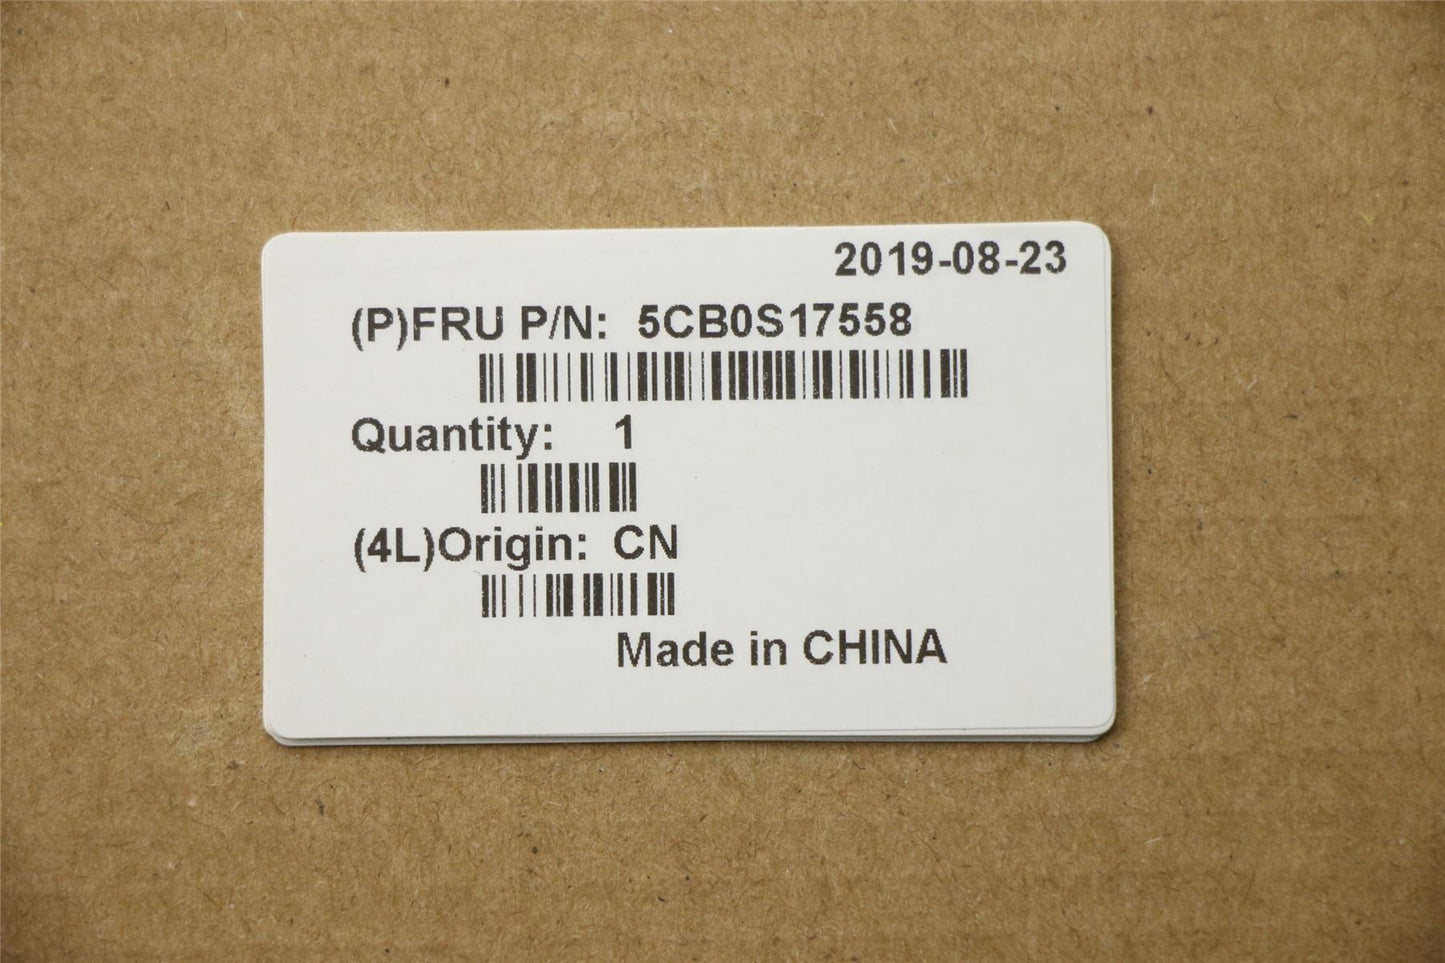 2019-08-23
(P)FRU P/N: 5CB0S17558
Quantity: 1
(4L)Origin: CN
Made in CHINA